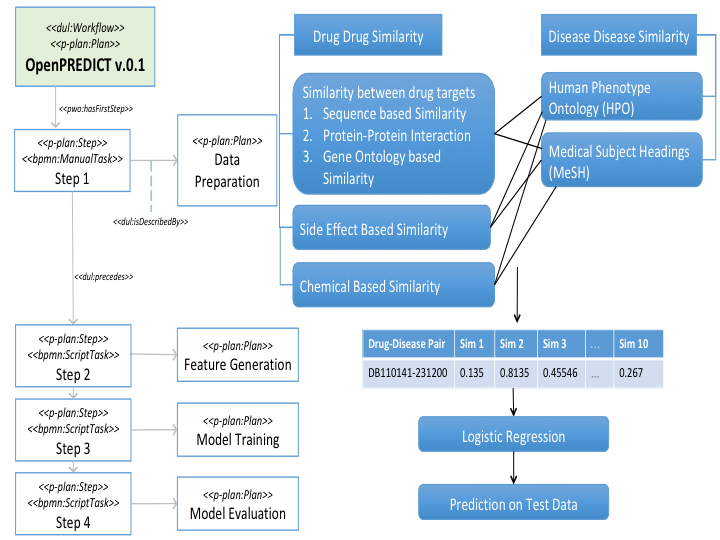 <<dul:Workflow>>
<<p-plan:Plan>>
OpenPREDICT v.0.1
<<pwo:hasFirstStep>>
<<p-plan:Step>>
<<bpmn:ManualTask>>
Step 1
<<dul:isDescribedBy>>
<<p-plan:Plan>>
Data
Preparation
<<dul:precedes>>
<<p-plan:Step>>
<<bpmn:ScriptTask>>
Step 2
<<p-plan:Plan>>
Feature Generation
<<p-plan:Step>>
<<bpmn:ScriptTask>>
Step 3
<<p-plan:Plan>>
Model Training
<<p-plan:Step>>
<<bpmn:ScriptTask>>
Step 4
<<p-plan:Plan>>
Model Evaluation
Drug Drug Similarity
Similarity between drug targets
1. Sequence based Similarity
2. Protein-Protein Interaction
3. Gene Ontology based
Similarity
Side Effect Based Similarity
Chemical Based Similarity
Disease Disease Similarity
Human Phenotype
Ontology (HPO)
Medical Subject Headings
(MeSH)
Drug-Disease Pair Sim 1 Sim 2 Sim 3 ... Sim 10
DB110141-231200 0.135 0.8135 0.45546 ... 0.267
Logistic Regression
Prediction on Test Data